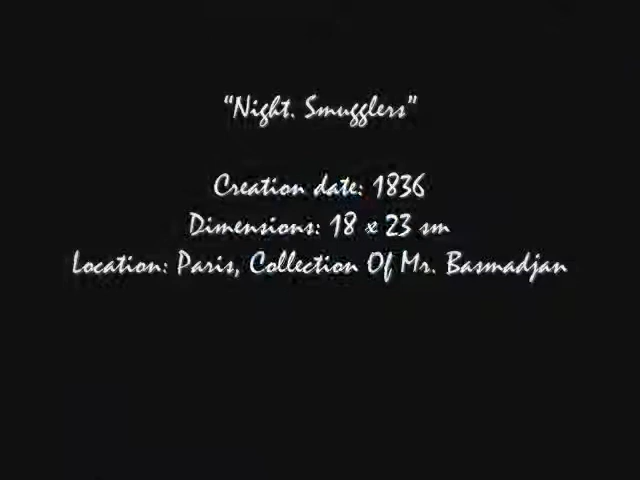 "Night. Smugglers"
Creation date: 1836
Dimensions: 18 x 23 sm
Location: Paris, Collection Of Mr. Basmadjan